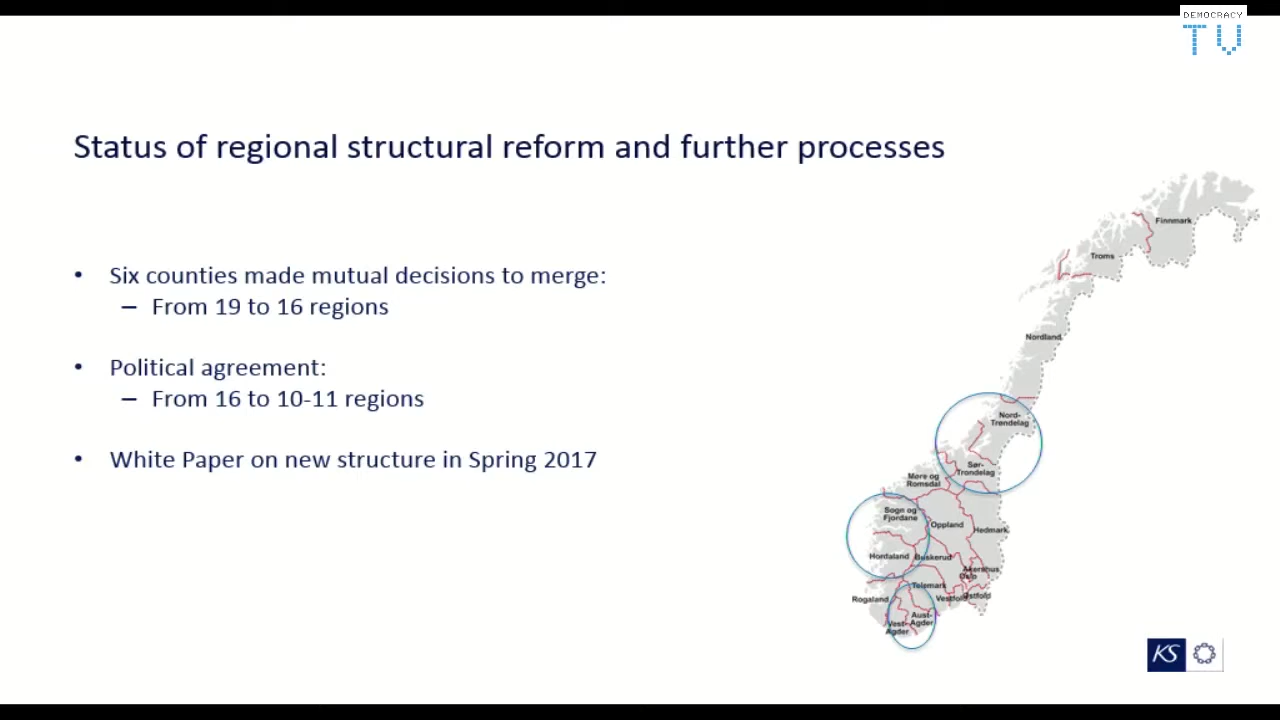 DEMOCRACY
TV
Status of regional structural reform and further processes
• Six counties made mutual decisions to merge:
– From 19 to 16 regions
• Political agreement:
– From 16 to 10-11 regions
• White Paper on new structure in Spring 2017
Finnmark
Troms
Nordland
Nord-
Trøndelag
Sør-
Trondelag
Møre og
Romsdal
Sogn og
Fjordane
Oppland
Hedmark
Hordaland
Buskerud
Akershus
Oslo
Telemark
Rogaland
Vestfold
Østfold
Aust-
Agder
Vest-
Agder
KS